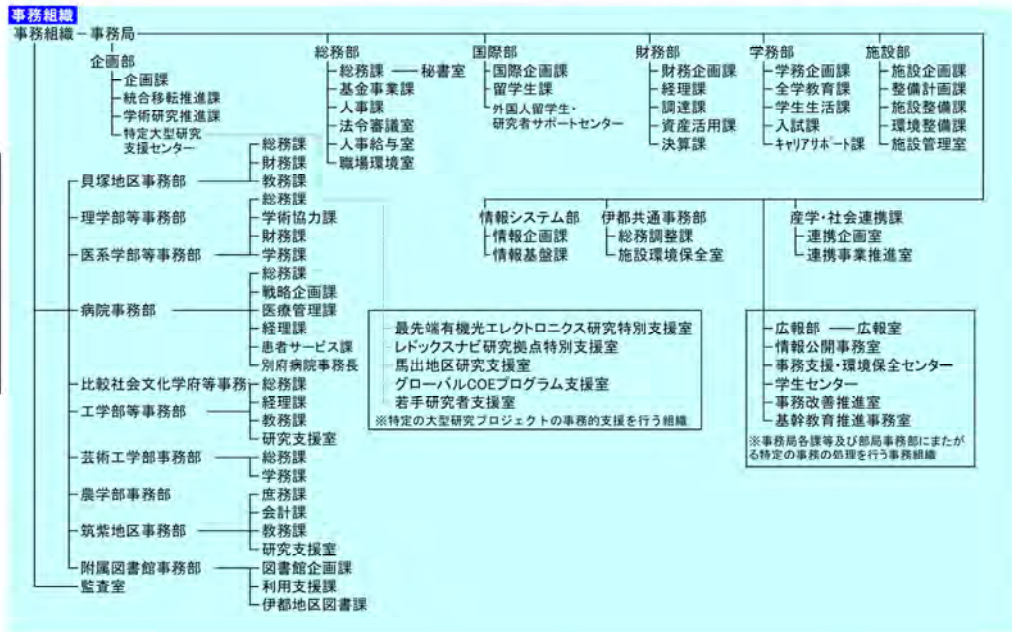 事務組織
事務組織－事務局
企画部
企画課
統合移転推進課
学術研究推進課
特定大型研究
支援センター
総務部
総務課 ── 秘書室
基金事業課
人事課
法令審議室
人事給与室
職場環境室
国際部
国際企画課
留学生課
外国人留学生・
研究者サポートセンター
財務部
財務企画課
経理課
調達課
資産活用課
決算課
学務部
学務企画課
全学教育課
学生生活課
入試課
キャリアサポート課
施設部
施設企画課
整備計画課
施設整備課
環境整備課
施設管理室
情報システム部
情報企画課
情報基盤課
伊都共通事務部
総務調整課
施設環境保全室
産学・社会連携課
連携企画室
連携事業推進室
貝塚地区事務部
総務課
財務課
教務課
理学部等事務部
医系学部等事務部
総務課
学術協力課
財務課
学務課
病院事務部
総務課
戦略企画課
医療管理課
経理課
患者サービス課
別府病院事務長
比較社会文化学府等事務
工学部等事務部
総務課
経理課
教務課
研究支援室
芸術工学部事務部
総務課
学務課
農学部事務部
筑紫地区事務部
庶務課
会計課
教務課
研究支援室
附属図書館事務部
図書館企画課
利用支援課
伊都地区図書課
監査室
最先端有機光エレクトロニクス研究特別支援室
レドックスナビ研究拠点特別支援室
馬出地区研究支援室
グローバルCOEプログラム支援室
若手研究者支援室
※特定の大型研究プロジェクトの事務的支援を行う組織
広報部 ── 広報室
情報公開事務室
事務支援・環境保全センター
学生センター
事務改善推進室
基幹教育推進事務室
※事務局各課等及び部局事務部にまたが
る特定の事務の処理を行う事務組織